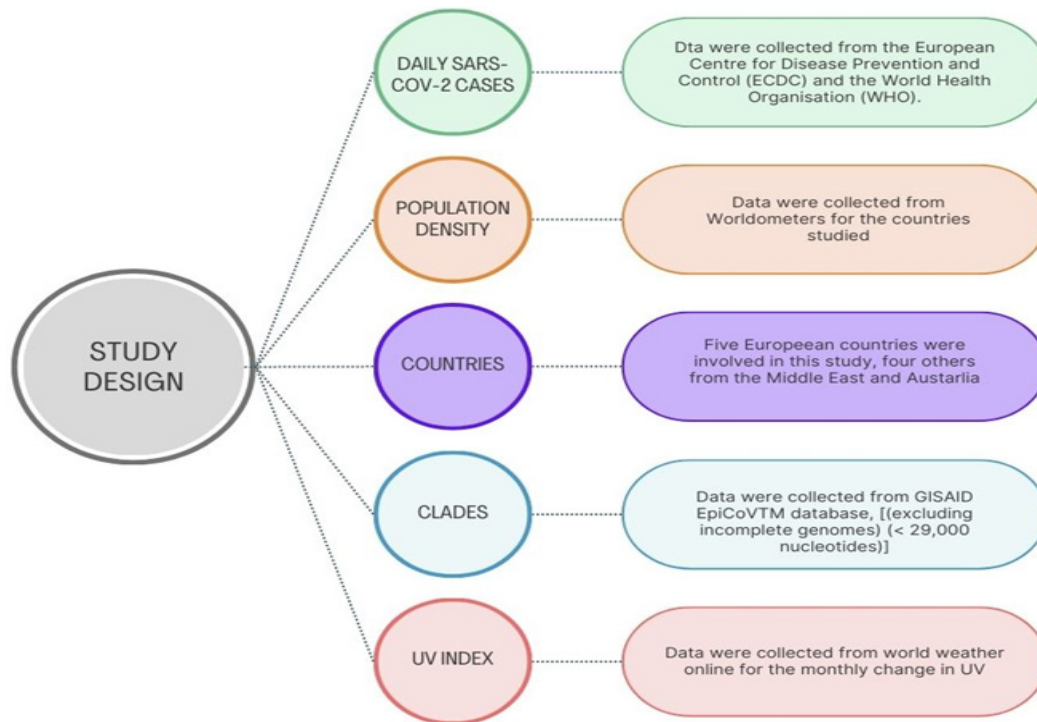 STUDY
DESIGN
DAILY SARS-
COV-2 CASES
Dta were collected from the European
Centre for Disease Prevention and
Control (ECDC) and the World Health
Organisation (WHO).
POPULATION
DENSITY
Data were collected from
Worldometers for the countries
studied
COUNTRIES
Five Europeean countries were
involved in this study, four others
from the Middle East and Austarlia
CLADES
Data were collected from GISAID
EpiCoVTM database, [(excluding
incomplete genomes) (< 29,000
nucleotides)]
UV INDEX
Data were collected from world weather
online for the monthly change in UV